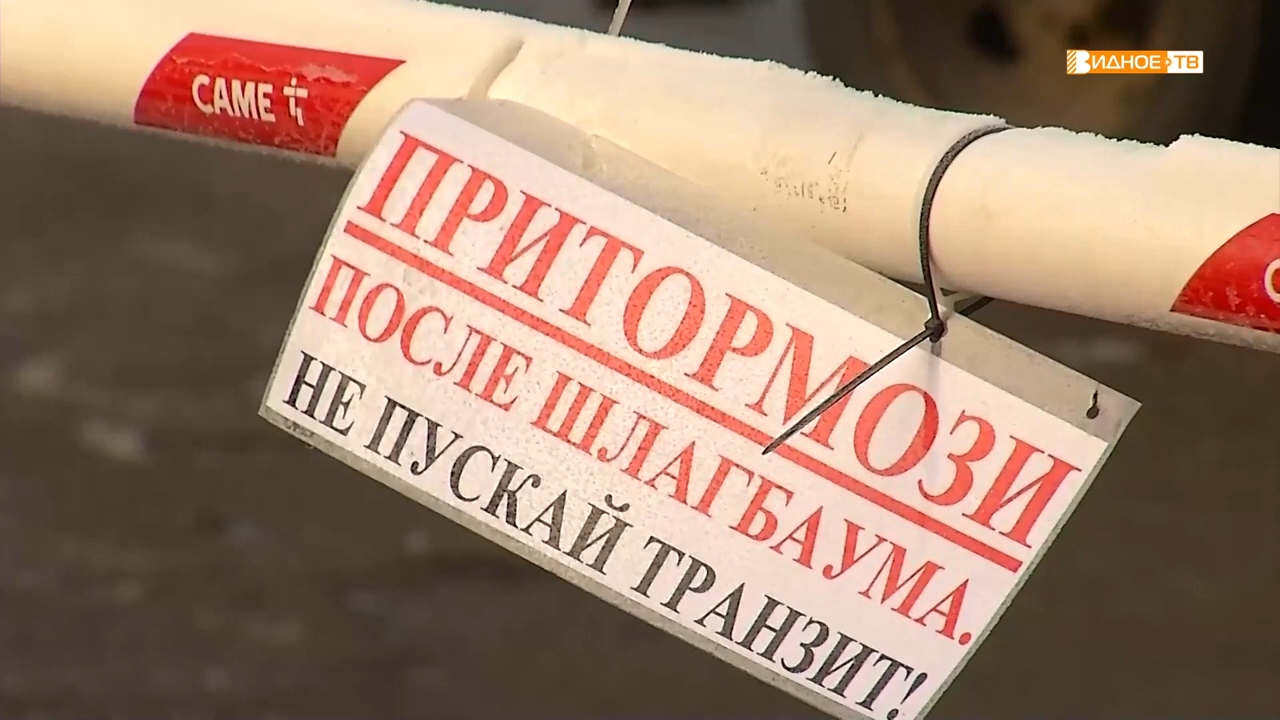 ВИДНОЕ ТВ
CAME
ПРИТОРМОЗИ
ПОСЛЕ ШЛАГБАУМА.
НЕ ПУСКАЙ ТРАНЗИТ!